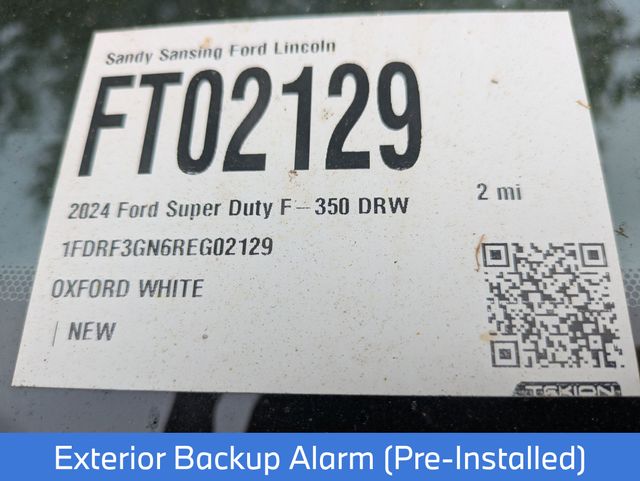 Sandy Sansing Ford Lincoln
FT02129
2024 Ford Super Duty F-350 DRW
2 mi
1FDRF3GN6REG02129
OXFORD WHITE
| NEW
TEKION
Exterior Backup Alarm (Pre-Installed)